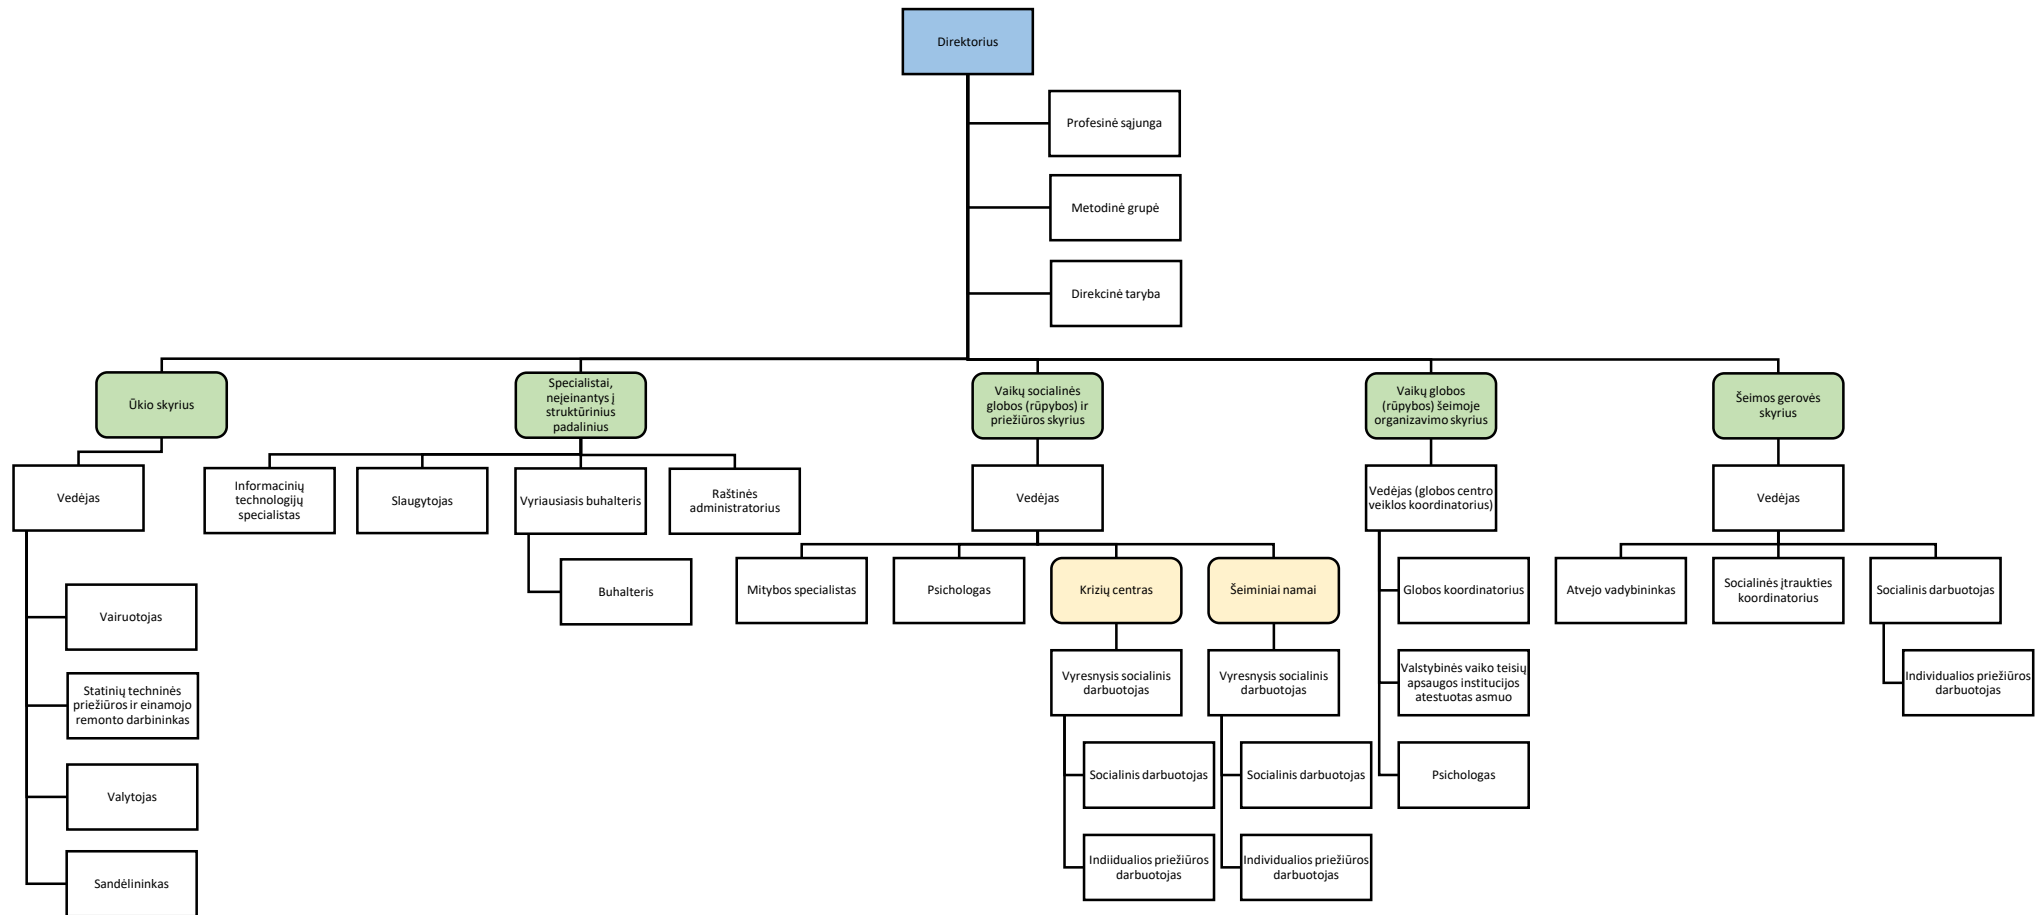 Direktorius
Profesinė sąjunga
Metodinė grupė
Direkcinė taryba
Ūkio skyrius
Specialistai,
neįeinantys į
struktūrinius
padalinius
Vaikų socialinės
globos (rūpybos) ir
priežiūros skyrius
Vaikų globos
(rūpybos) šeimoje
organizavimo skyrius
Šeimos gerovės
skyrius
Vedėjas
Informacinių
technologijų
specialistas
Slaugytojas
Vyriausiasis buhalteris
Raštinės
administratorius
Vedėjas
Vedėjas (globos centro
veiklos koordinatorius)
Vedėjas
Vairuotojas
Statinių techninės
priežiūros ir einamojo
remonto darbininkas
Valytojas
Sandėlininkas
Buhalteris
Mitybos specialistas
Psichologas
Krizių centras
Šeiminiai namai
Vyresnysis socialinis
darbuotojas
Vyresnysis socialinis
darbuotojas
Socialinis darbuotojas
Socialinis darbuotojas
Indiidualios priežiūros
darbuotojas
Individualios priežiūros
darbuotojas
Globos koordinatorius
Valstybinės vaiko teisių
apsaugos institucijos
atestuotas asmuo
Psichologas
Atvejo vadybininkas
Socialinės įtraukties
koordinatorius
Socialinis darbuotojas
Individualios priežiūros
darbuotojas